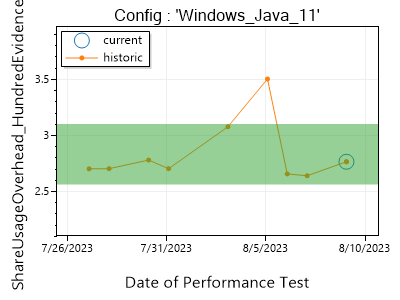 Config : 'Windows_Java_11'
ShareUsageOverhead_HundredEvidence
current
historic
3.5
3
2.5
7/26/2023
7/31/2023
8/5/2023
8/10/2023
Date of Performance Test